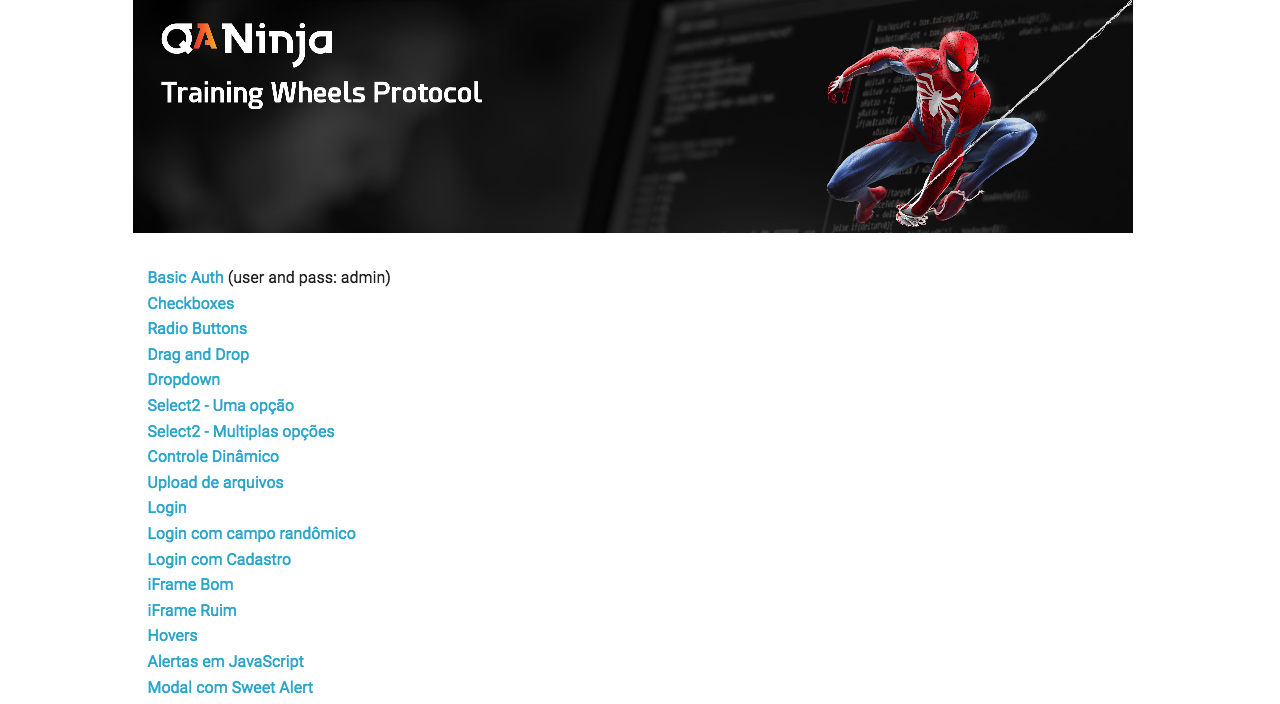 QANinja
Training Wheels Protocol
Basic Auth (user and pass: admin)
Checkboxes
Radio Buttons
Drag and Drop
Dropdown
Select2 - Uma opção
Select2 - Multiplas opções
Controle Dinâmico
Upload de arquivos
Login
Login com campo randômico
Login com Cadastro
iFrame Bom
iFrame Ruim
Hovers
Alertas em JavaScript
Modal com Sweet Alert